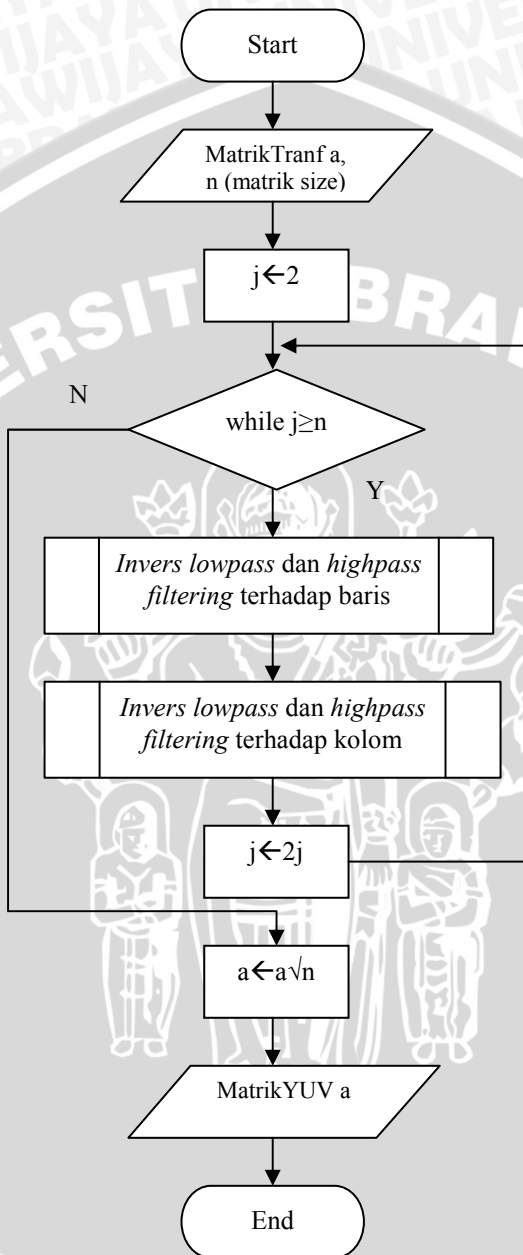 Start
MatrikTranf a,
n (matrik size)
j←2
while j≥n
N
Y
Invers lowpass dan highpass
filtering terhadap baris
Invers lowpass dan highpass
filtering terhadap kolom
j←2j
a←a√n
MatrikYUV a
End